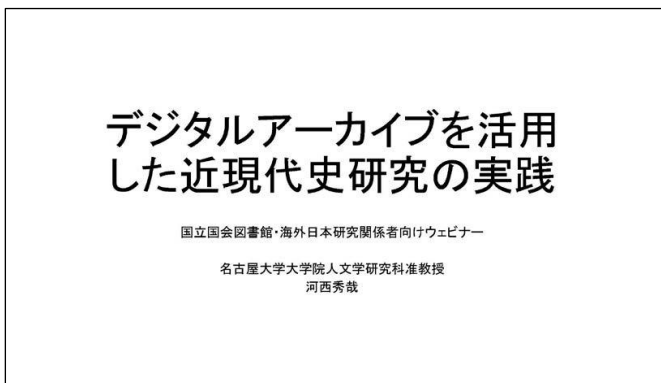 デジタルアーカイブを活用
した近現代史研究の実践
国立国会図書館・海外日本研究関係者向けウェビナー
名古屋大学大学院人文学研究科准教授
河西秀哉